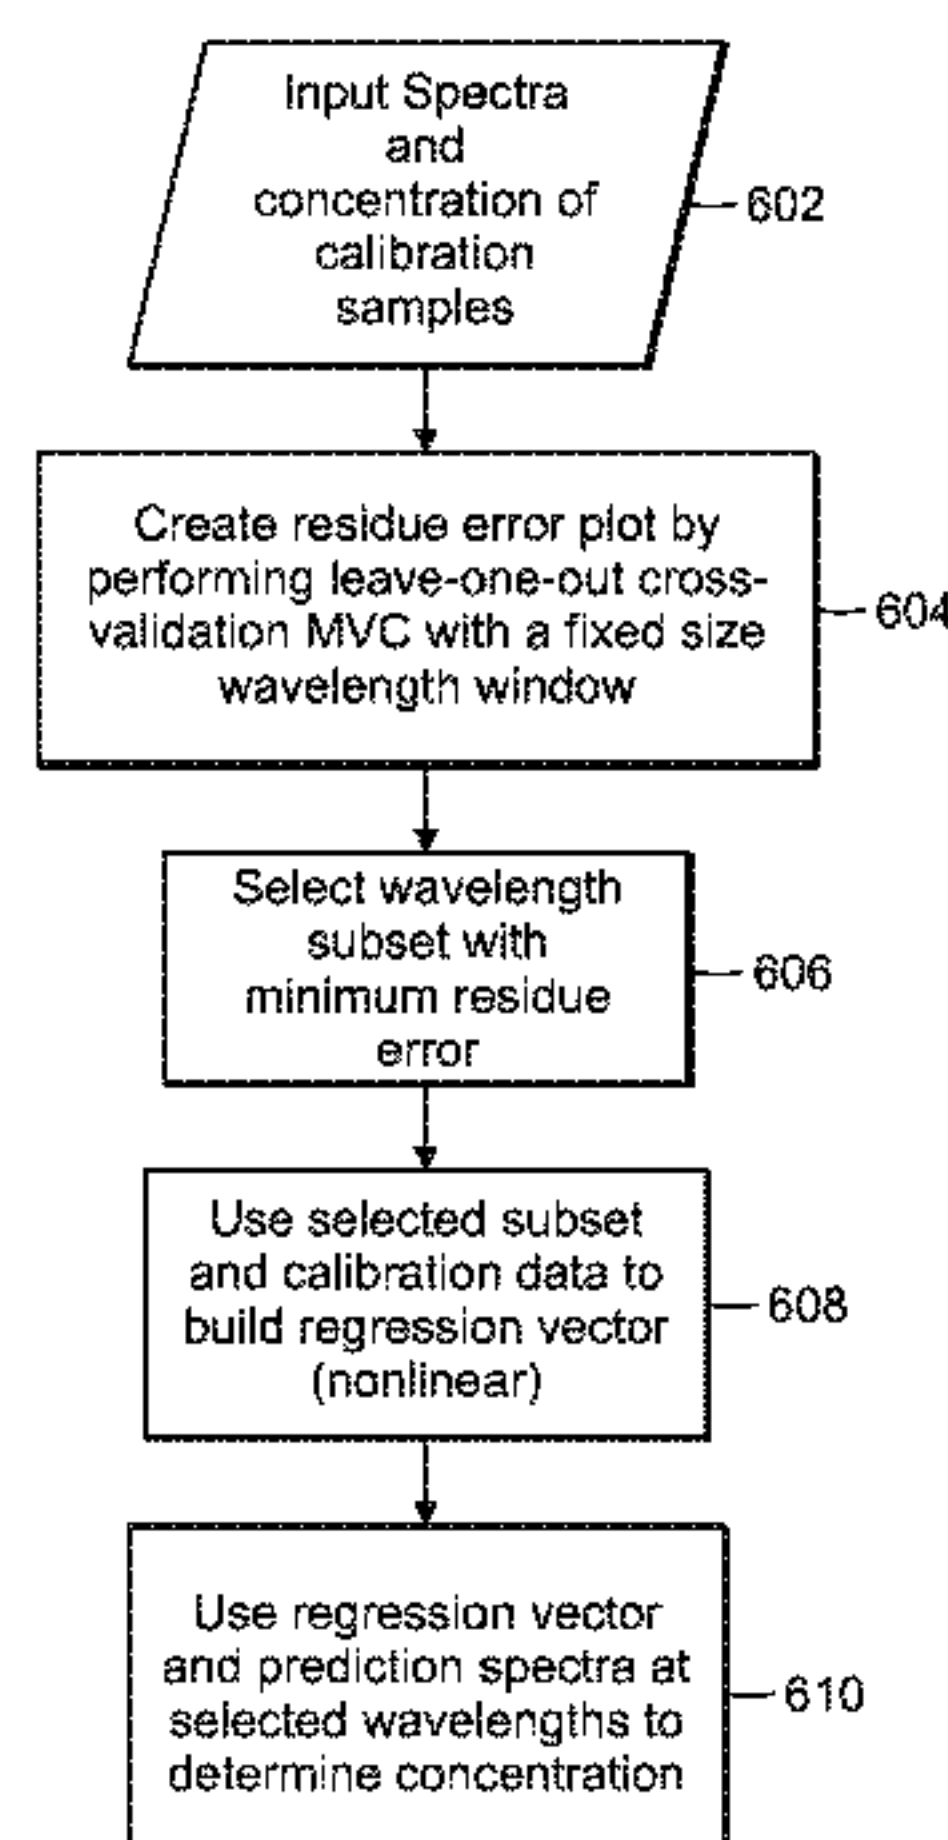 Input Spectra
and
concentration of
calibration
samples
602
Create residue error plot by
performing leave-one-out cross-
validation MVC with a fixed size
wavelength window
604
Select wavelength
subset with
minimum residue
error
606
Use selected subset
and calibration data to
build regression vector
(nonlinear)
608
Use regression vector
and prediction spectra at
selected wavelengths to
determine concentration
610